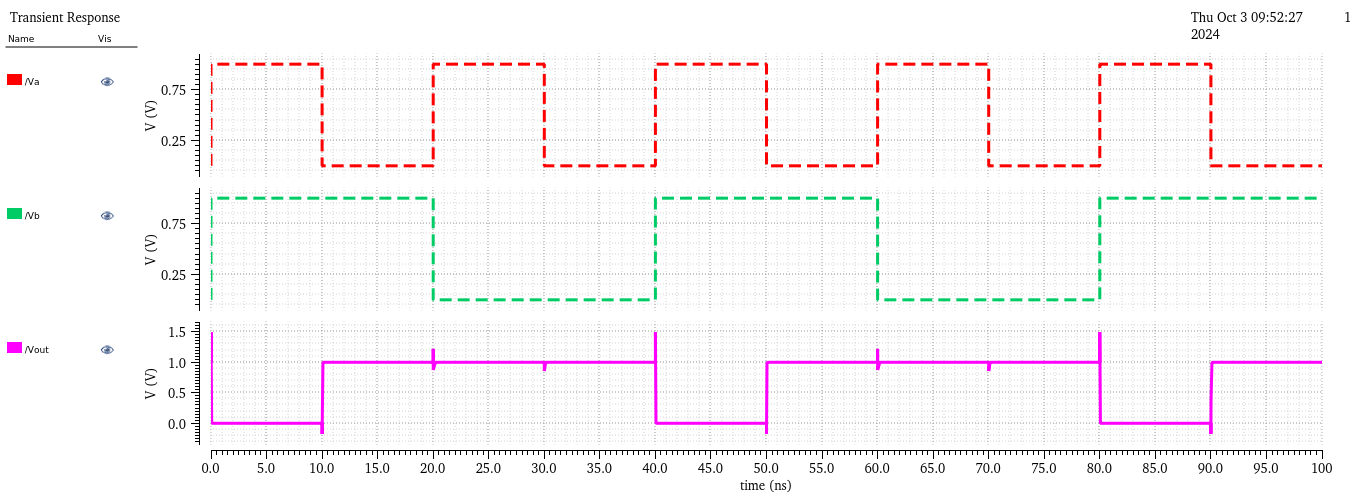 Transient Response
Thu Oct 3 09:52:27 2024
1
Name Vis
/Va
V (V)
0.75
0.25
/Vb
V (V)
0.75
0.25
/Vout
V (V)
1.5
1.0
0.5
0.0
0.0 5.0 10.0 15.0 20.0 25.0 30.0 35.0 40.0 45.0 50.0 55.0 60.0 65.0 70.0 75.0 80.0 85.0 90.0 95.0 100
time (ns)